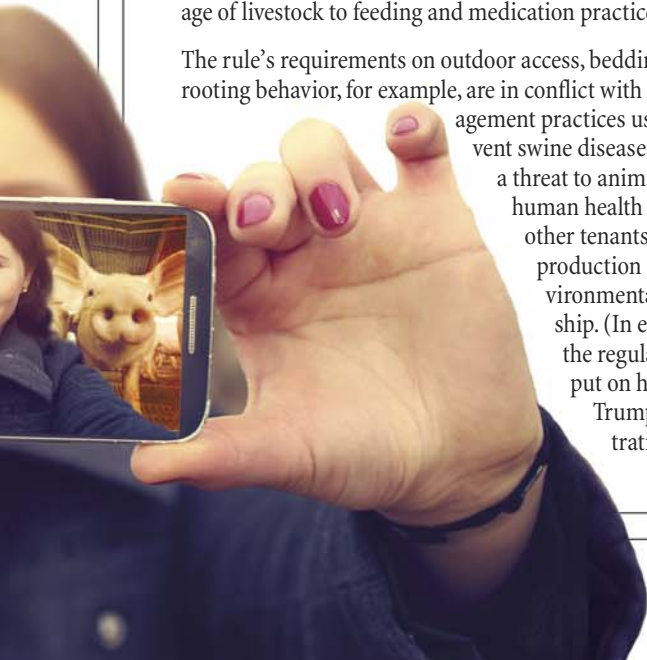 age of livestock to feeding and medication practice
The rule’s requirements on outdoor access, beddin
rooting behavior, for example, are in conflict with
agement practices us
vent swine disease
a threat to anim
human health
other tenants
production
vironmenta
ship. (In e
the regula
put on h
Trump
trati